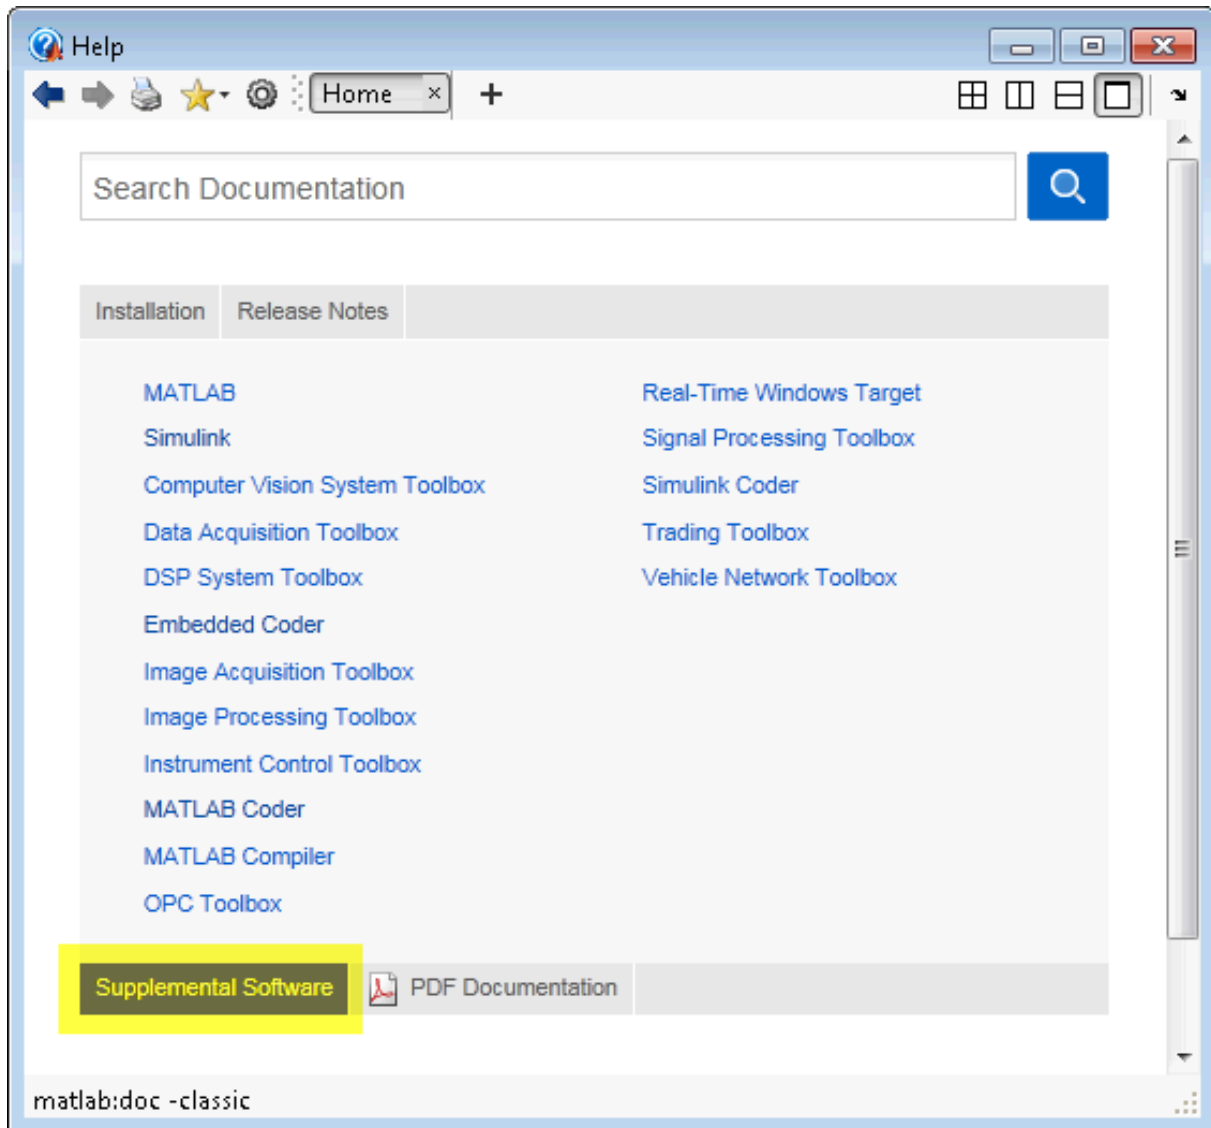 Help
Home
Search Documentation
Installation Release Notes
MATLAB
Simulink
Computer Vision System Toolbox
Data Acquisition Toolbox
DSP System Toolbox
Embedded Coder
Image Acquisition Toolbox
Image Processing Toolbox
Instrument Control Toolbox
MATLAB Coder
MATLAB Compiler
OPC Toolbox
Real-Time Windows Target
Signal Processing Toolbox
Simulink Coder
Trading Toolbox
Vehicle Network Toolbox
Supplemental Software PDF Documentation
matlab:doc -classic